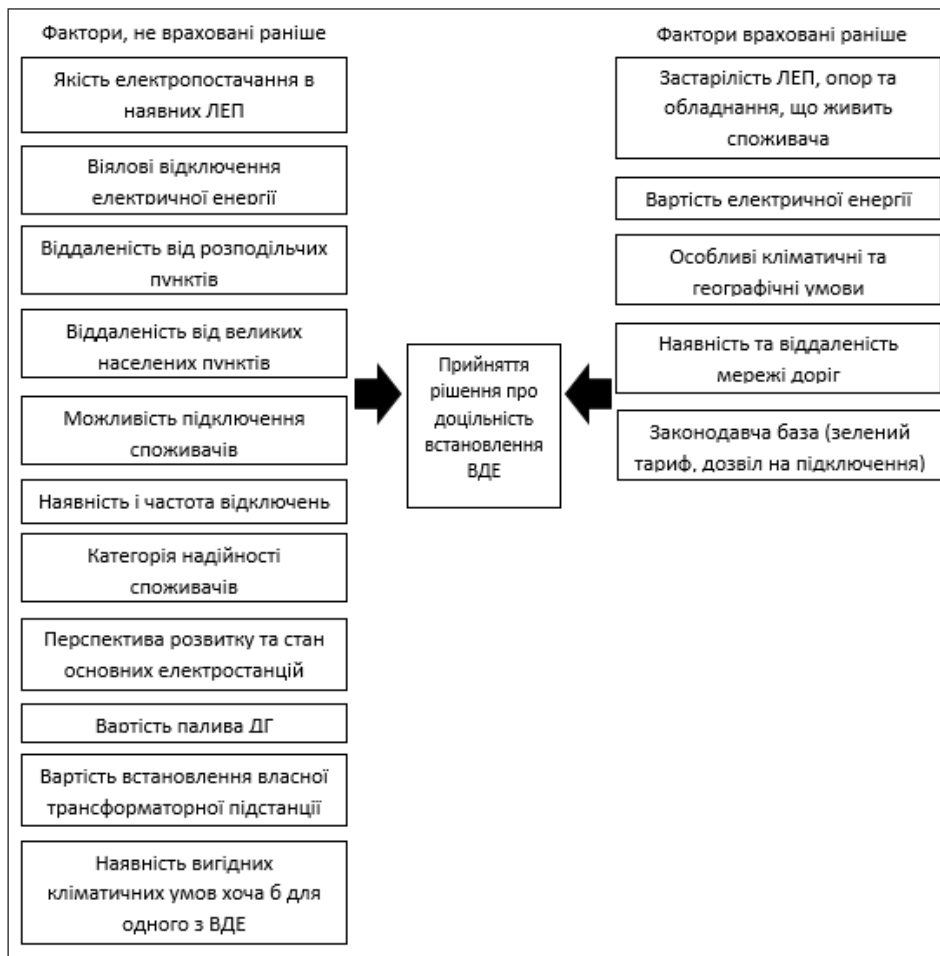 Фактори, не враховані раніше
Якість електропостачання в
наявних ЛЕП
Віялові відключення
електричної енергії
Віддаленість від розподільчих
пунктів
Віддаленість від великих
населених пунктів
Можливість підключення
споживачів
Наявність і частота відключень
Категорія надійності
споживачів
Перспектива розвитку та стан
основних електростанцій
Вартість палива ДГ
Вартість встановлення власної
трансформаторної підстанції
Наявність вигідних
кліматичних умов хоча б для
одного з ВДЕ
Прийняття
рішення про
доцільність
встановлення
ВДЕ
Фактори враховані раніше
Застарілість ЛЕП, опор та
обладнання, що живить
споживача
Вартість електричної енергії
Особливі кліматичні та
географічні умови
Наявність та віддаленість
мережі доріг
Законодавча база (зелений
тариф, дозвіл на підключення)